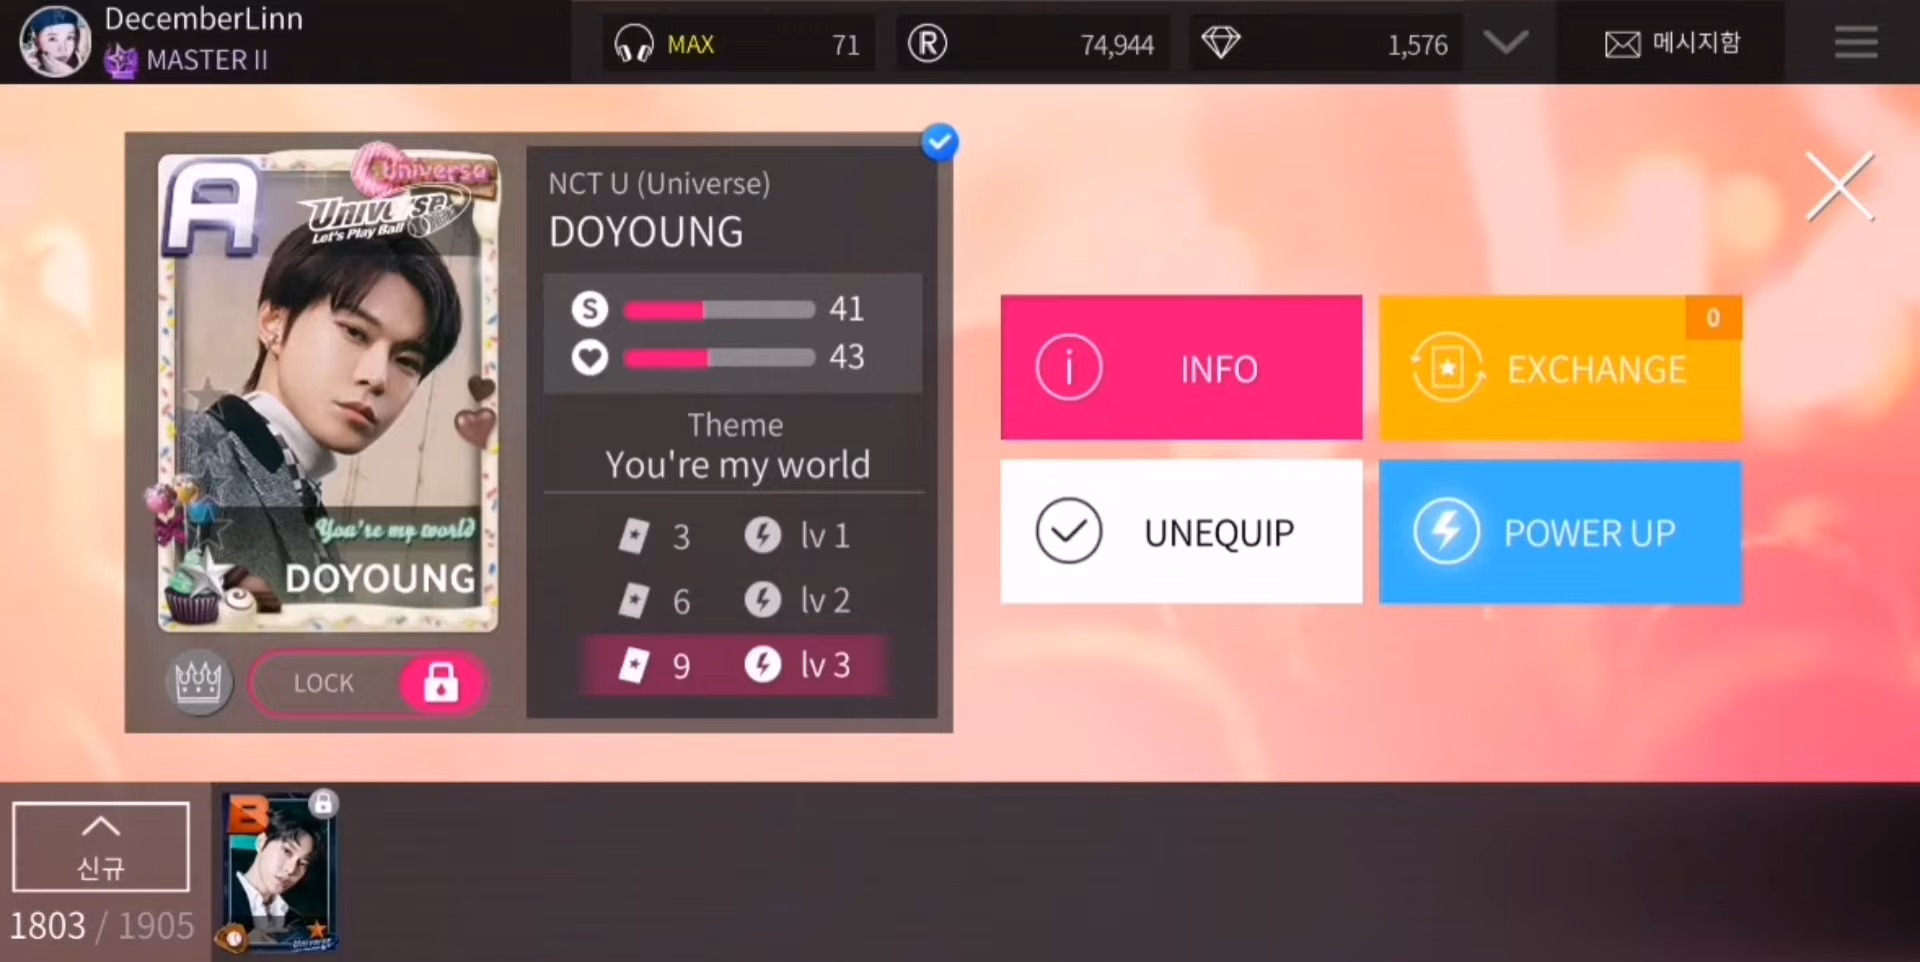 DecemberLinn
MASTER II
MAX 71
R 74,944
1,576
메시지함
A
Universe
Universe
Let's Play Ball
You're my world
DOYOUNG
LOCK
NCT U (Universe)
DOYOUNG
S 41
43
Theme
You're my world
3 lv 1
6 lv 2
9 lv 3
INFO
EXCHANGE 0
UNEQUIP
POWER UP
신규
1803 / 1905
B
Universe